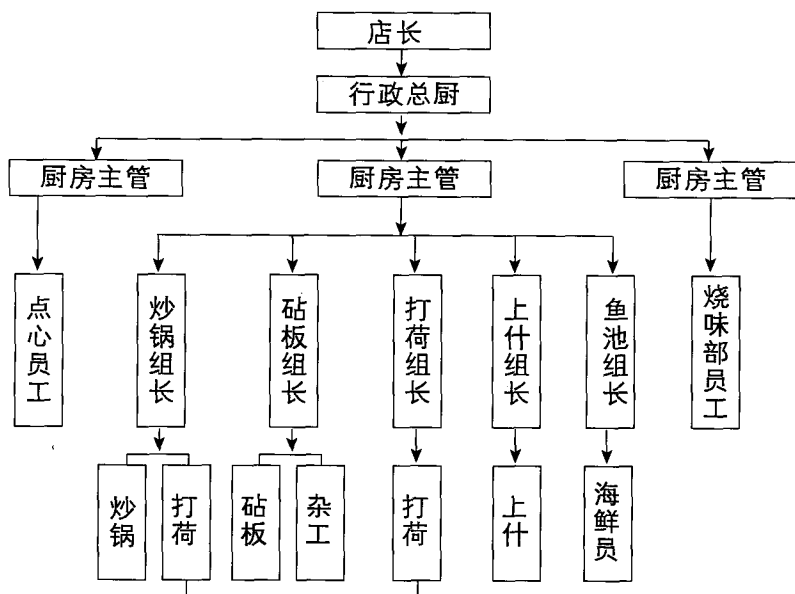 店长
行政总厨
厨房主管
厨房主管
厨房主管
点心员工
炒锅组长
砧板组长
打荷组长
上什组长
鱼池组长
烧味部员工
炒锅
打荷
砧板
杂工
打荷
上什
海鲜员